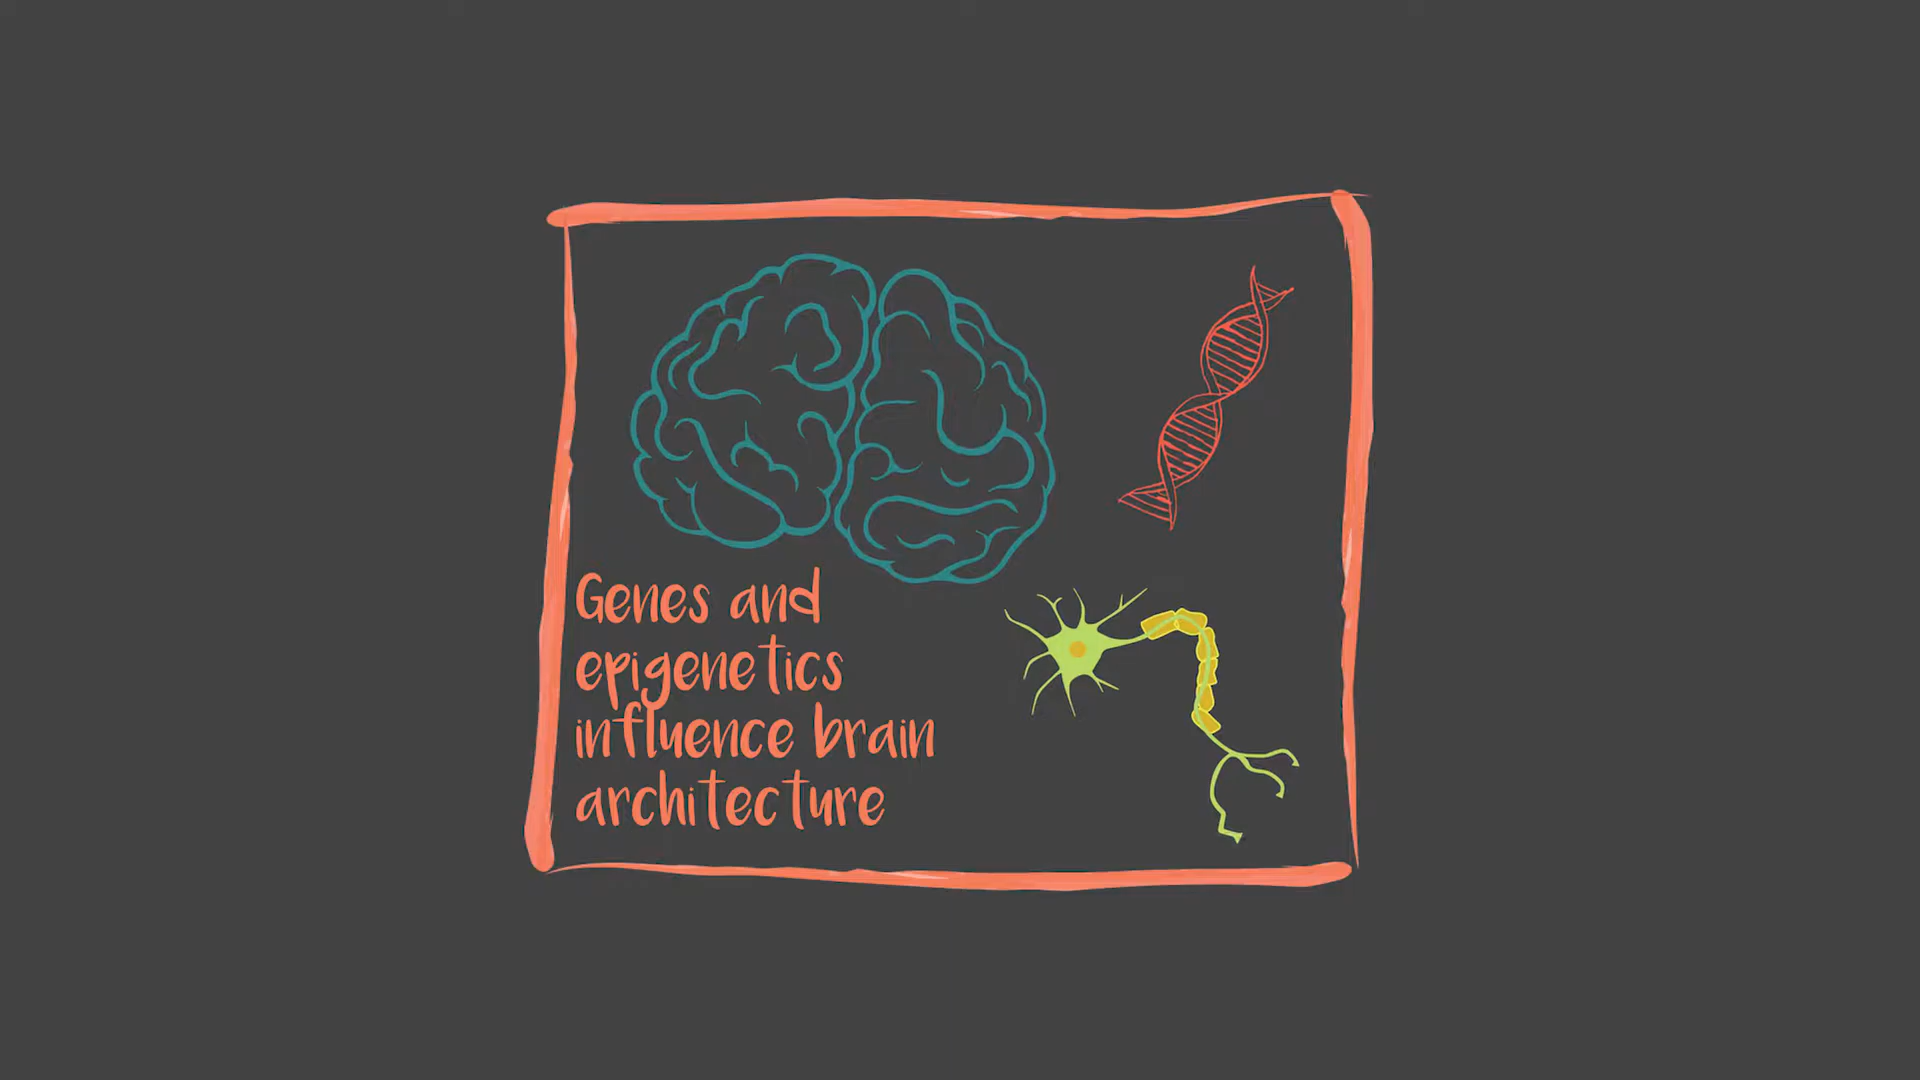 Genes and
epigenetics
influence brain
architecture